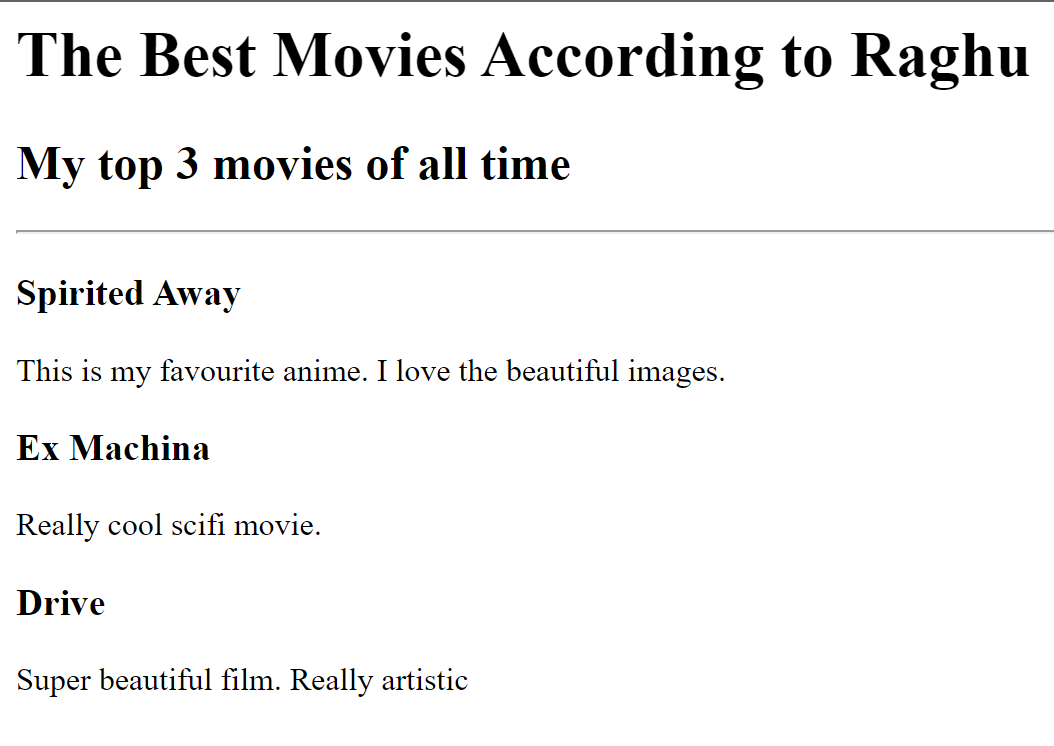 The Best Movies According to Raghu
My top 3 movies of all time
Spirited Away
This is my favourite anime. I love the beautiful images.
Ex Machina
Really cool scifi movie.
Drive
Super beautiful film. Really artistic